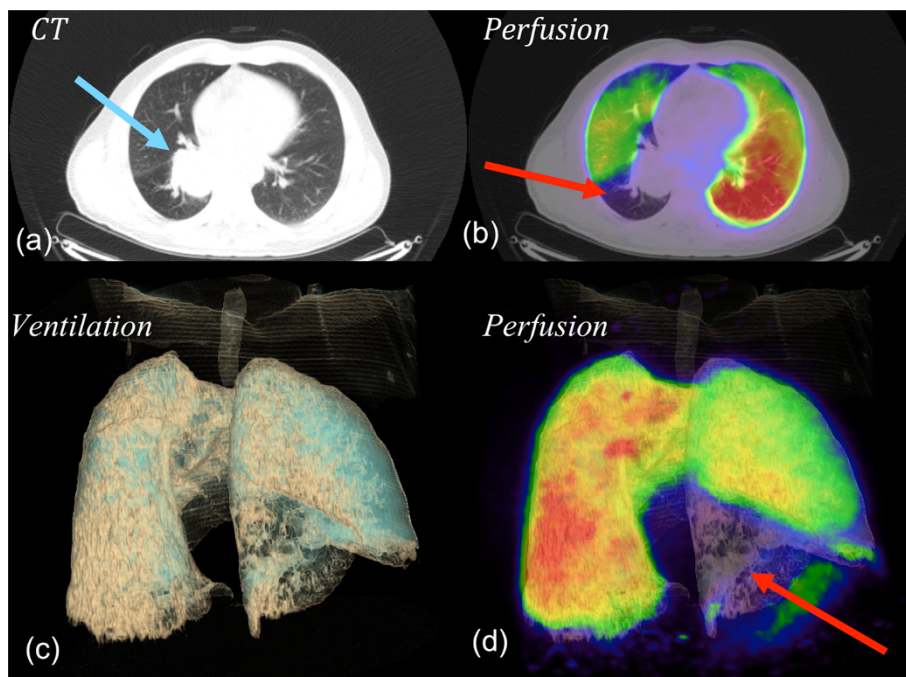 CT
Perfusion
(a)
(b)
Ventilation
Perfusion
(c)
(d)